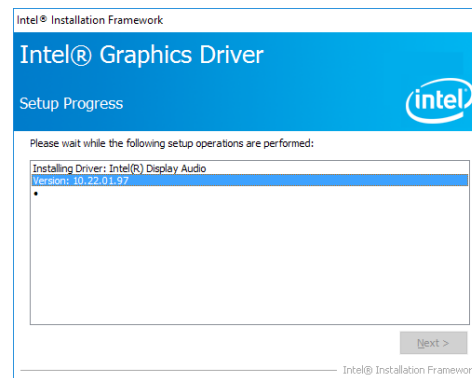 Intel® Installation Framework
Intel® Graphics Driver
Setup Progress
intel
Please wait while the following setup operations are performed:
Installing Driver: Intel(R) Display Audio
Version: 10.22.01.97
Next >
Intel® Installation Framewor